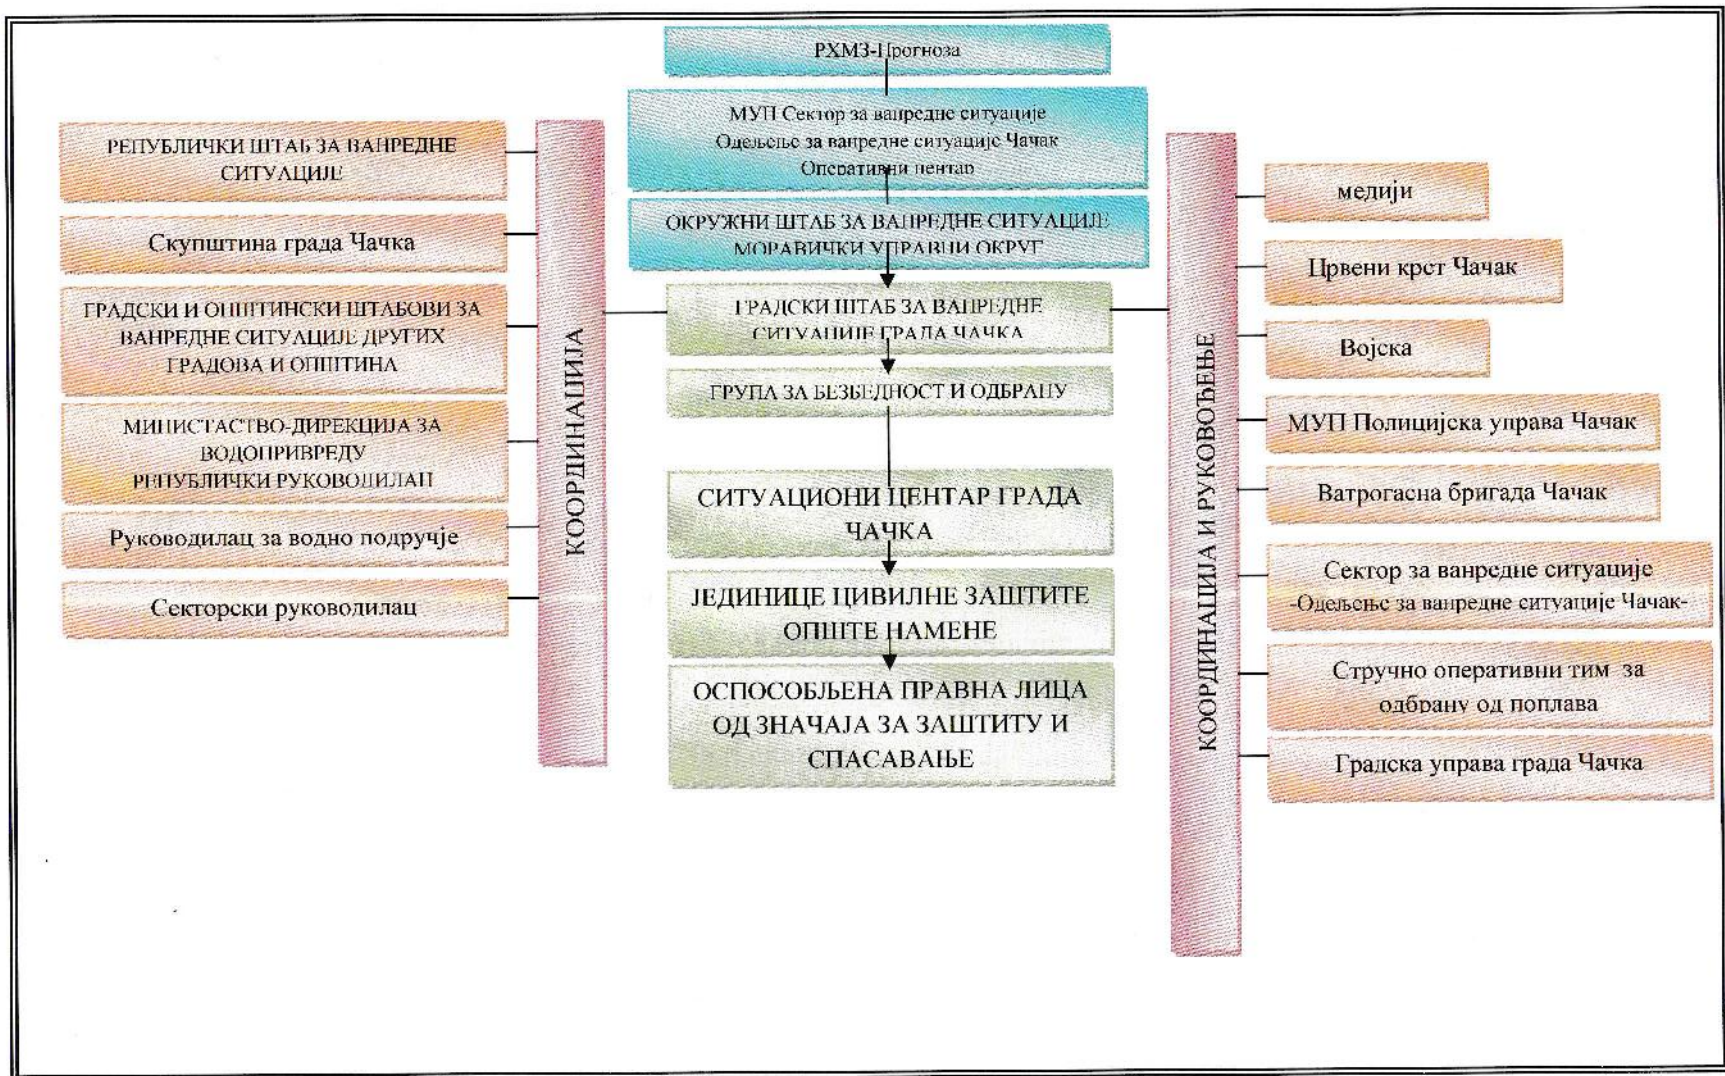 РХМЗ-Прогноза
МУП Сектор за ванредне ситуације
Одељење за ванредне ситуације Чачак
Оперативни центар
ОКРУЖНИ ШТАБ ЗА ВАНРЕДНЕ СИТУАЦИЈЕ
МОРАВИЧКИ УПРАВНИ ОКРУГ
ГРАДСКИ ШТАБ ЗА ВАНРЕДНЕ
СИТУАЦИЈЕ ГРАДА ЧАЧКА
ГРУПА ЗА БЕЗБЕДНОСТ И ОДБРАНУ
СИТУАЦИОНИ ЦЕНТАР ГРАДА
ЧАЧКА
ЈЕДИНИЦЕ ЦИВИЛНЕ ЗАШТИТЕ
ОПШТЕ НАМЕНЕ
ОСПОСОБЉЕНА ПРАВНА ЛИЦА
ОД ЗНАЧАЈА ЗА ЗАШТИТУ И
СПАСАВАЊЕ
РЕПУБЛИЧКИ ШТАБ ЗА ВАНРЕДНЕ
СИТУАЦИЈЕ
Скупштина града Чачка
ГРАДСКИ И ОПШТИНСКИ ШТАБОВИ ЗА
ВАНРЕДНЕ СИТУАЦИЈЕ ДРУГИХ
ГРАДОВА И ОПШТИНА
МИНИСТАСТВО-ДИРЕКЦИЈА ЗА
ВОДОПРИВРЕДУ
РЕПУБЛИЧКИ РУКОВОДИЛАЦ
Руководилац за водно подручје
Секторски руководилац
КООРДИНАЦИЈА
КООРДИНАЦИЈА И РУКОВОЂЕЊЕ
медији
Црвени крст Чачак
Војска
МУП Полицијска управа Чачак
Ватрогасна бригада Чачак
Сектор за ванредне ситуације
-Одељење за ванредне ситуације Чачак-
Стручно оперативни тим за
одбрану од поплава
Градска управа града Чачка